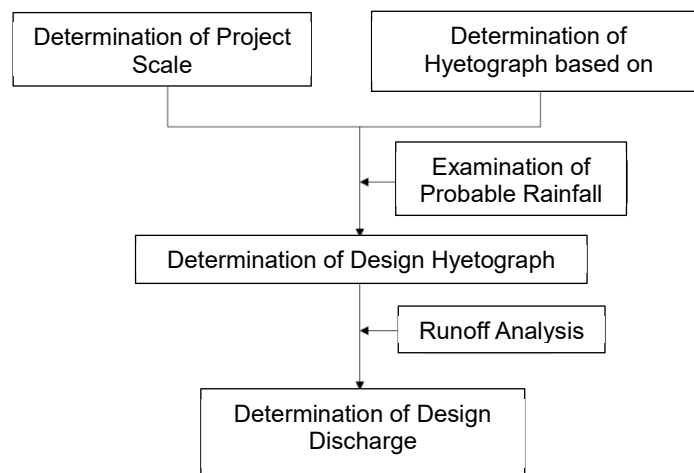 Determination of Project
Scale
Determination of
Hyetograph based on
Examination of
Probable Rainfall
Determination of Design Hyetograph
Runoff Analysis
Determination of Design
Discharge